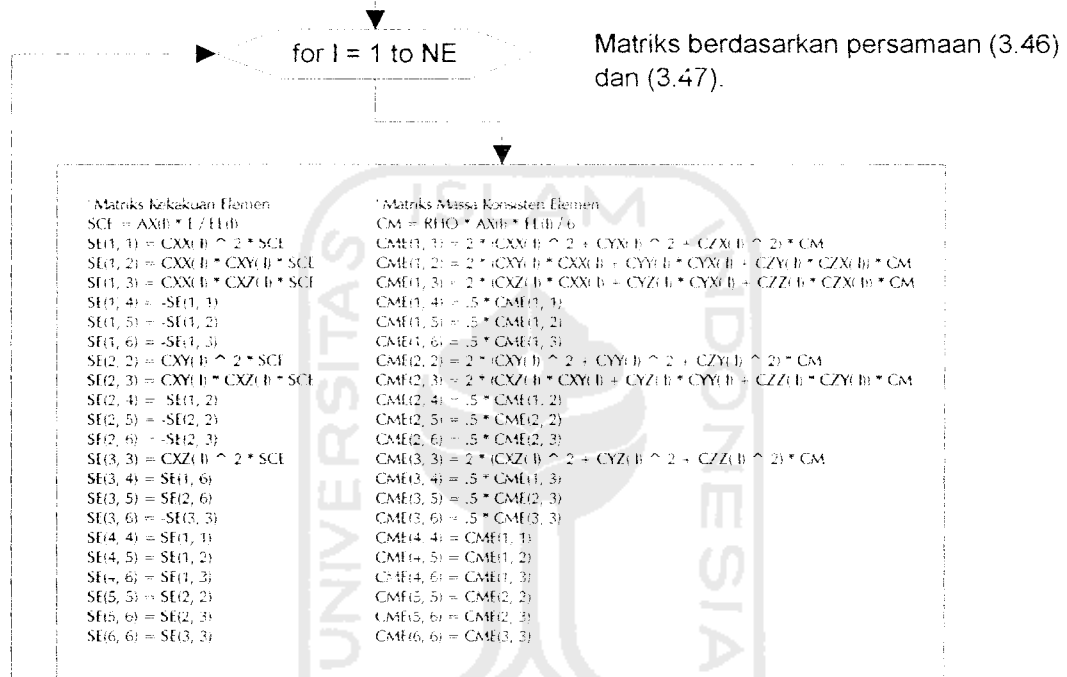 for I = 1 to NE
Matriks berdasarkan persamaan (3.46)
dan (3.47).
' Matriks Kekakuan Elemen
SCE = AX(I) * E / EL(I)
SE(1, 1) = CXX( I) ^ 2 * SCE
SE(1, 2) = CXX( I) * CXY( I) * SCE
SE(1, 3) = CXX( I) * CXZ( I) * SCE
SE(1, 4) = -SE(1, 1)
SE(1, 5) = -SE(1, 2)
SE(1, 6) = -SE(1, 3)
SE(2, 2) = CXY( I) ^ 2 * SCE
SE(2, 3) = CXY( I) * CXZ( I) * SCE
SE(2, 4) = -SE(1, 2)
SE(2, 5) = -SE(2, 2)
SE(2, 6) = -SE(2, 3)
SE(3, 3) = CXZ( I) ^ 2 * SCE
SE(3, 4) = SE(1, 6)
SE(3, 5) = SE(2, 6)
SE(3, 6) = -SE(3, 3)
SE(4, 4) = SE(1, 1)
SE(4, 5) = SE(1, 2)
SE(4, 6) = SE(1, 3)
SE(5, 5) = SE(2, 2)
SE(5, 6) = SE(2, 3)
SE(6, 6) = SE(3, 3)
' Matriks Massa Konsisten Elemen
CM = RHO * AX(I) * EL(I) / 6
CME(1, 1) = 2 * (CXX( I) ^ 2 + CYX( I) ^ 2 + CZX( I) ^ 2) * CM
CME(1, 2) = 2 * (CXY( I) * CXX( I) + CYY( I) * CYX( I) + CZY( I) * CZX( I)) * CM
CME(1, 3) = 2 * (CXZ( I) * CXX( I) + CYZ( I) * CYX( I) + CZZ( I) * CZX( I)) * CM
CME(1, 4) = .5 * CME(1, 1)
CME(1, 5) = .5 * CME(1, 2)
CME(1, 6) = .5 * CME(1, 3)
CME(2, 2) = 2 * (CXY( I) ^ 2 + CYY( I) ^ 2 + CZY( I) ^ 2) * CM
CME(2, 3) = 2 * (CXZ( I) * CXY( I) + CYZ( I) * CYY( I) + CZZ( I) * CZY( I)) * CM
CME(2, 4) = .5 * CME(1, 2)
CME(2, 5) = .5 * CME(2, 2)
CME(2, 6) = .5 * CME(2, 3)
CME(3, 3) = 2 * (CXZ( I) ^ 2 + CYZ( I) ^ 2 + CZZ( I) ^ 2) * CM
CME(3, 4) = .5 * CME(1, 3)
CME(3, 5) = .5 * CME(2, 3)
CME(3, 6) = .5 * CME(3, 3)
CME(4, 4) = CME(1, 1)
CME(4, 5) = CME(1, 2)
CME(4, 6) = CME(1, 3)
CME(5, 5) = CME(2, 2)
CME(5, 6) = CME(2, 3)
CME(6, 6) = CME(3, 3)
ISLAM
UNIVERSITAS
INDONESIA